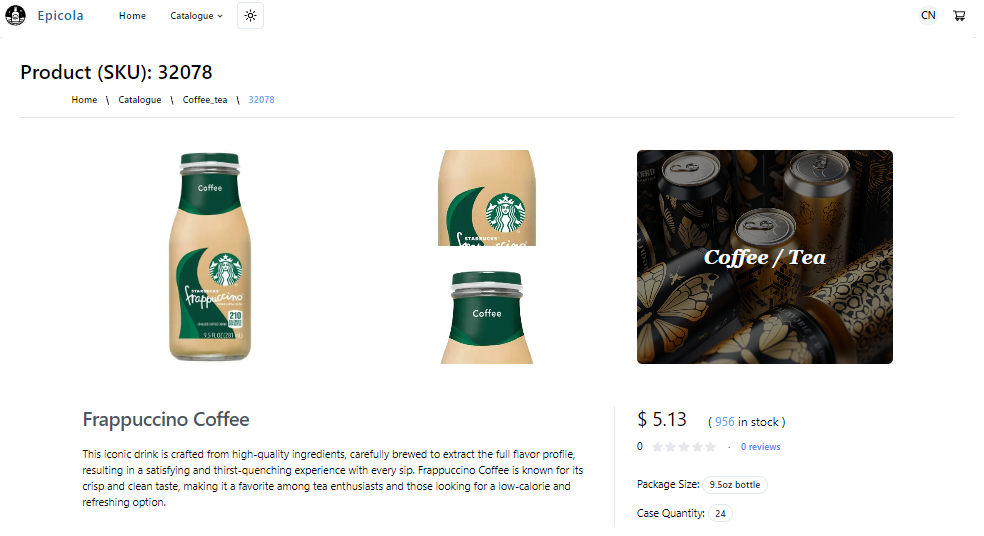 Epicola Home Catalogue CN
Product (SKU): 32078
Home \ Catalogue \ Coffee_tea \ 32078
Coffee
STARBUCKS
frappuccino
210
9.5 FL OZ (281 mL)
STARBUCKS
frappuccino
Coffee
Coffee / Tea
Frappuccino Coffee
This iconic drink is crafted from high-quality ingredients, carefully brewed to extract the full flavor profile,
resulting in a satisfying and thirst-quenching experience with every sip. Frappuccino Coffee is known for its
crisp and clean taste, making it a favorite among tea enthusiasts and those looking for a low-calorie and
refreshing option.
$ 5.13 ( 956 in stock )
0 · 0 reviews
Package Size: 9.5oz bottle
Case Quantity: 24